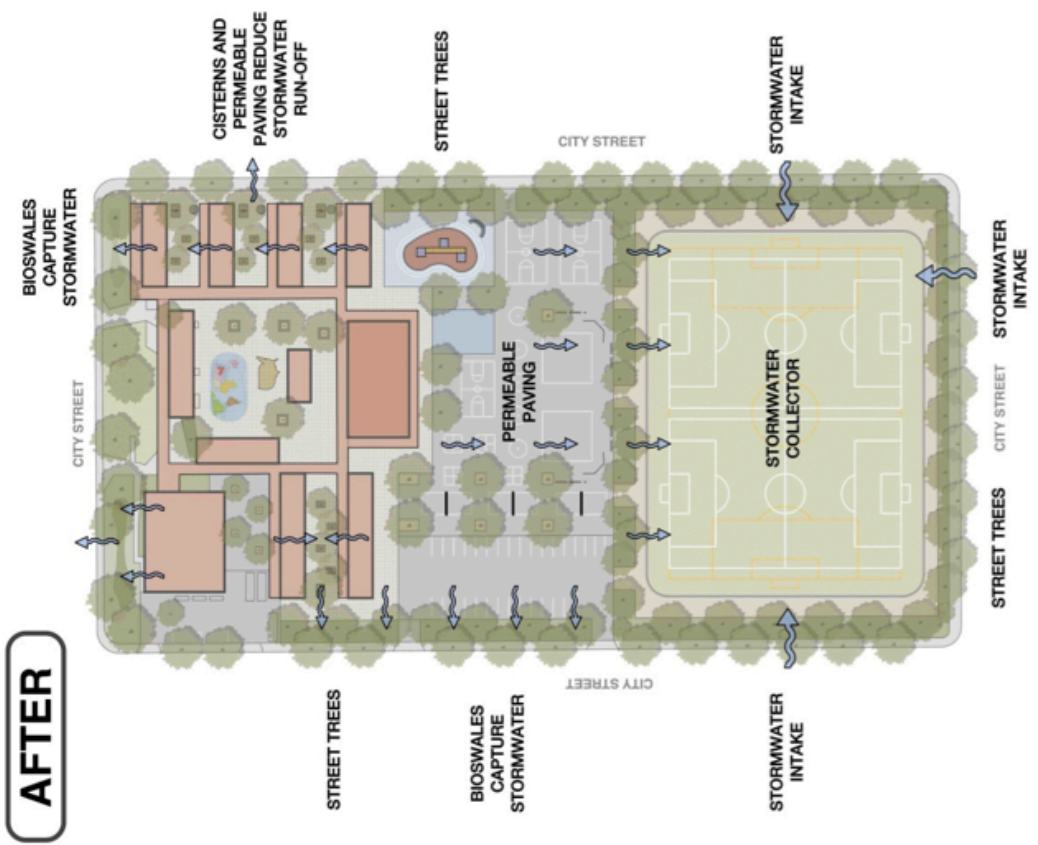 AFTER
BIOSWALES
CAPTURE
STORMWATER
CITY STREET
CISTERNS AND
PERMEABLE
PAVING REDUCE
STORMWATER
RUN-OFF
STREET TREES
STREET TREES
BIOSWALES
CAPTURE
STORMWATER
PERMEABLE
PAVING
CITY STREET
CITY STREET
STORMWATER
INTAKE
STORMWATER
COLLECTOR
STORMWATER
INTAKE
STREET TREES
CITY STREET
STORMWATER
INTAKE